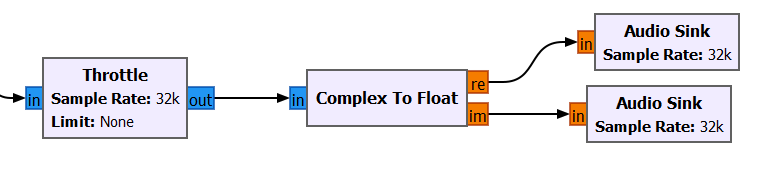 in
Throttle
Sample Rate: 32k
Limit: None
out
in
Complex To Float
re
im
in
Audio Sink
Sample Rate: 32k
in
Audio Sink
Sample Rate: 32k